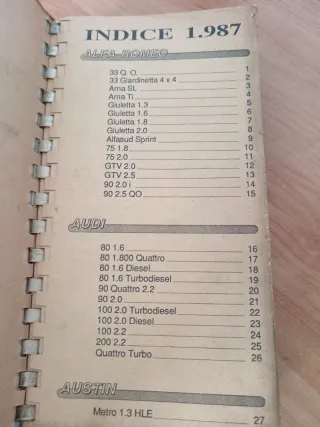 INDICE 1.987
ALFA-ROMEO
33 Q. O. 1
33 Giardinetta 4 x 4 2
Arna SL 3
Arna Ti 4
Giuletta 1.3 5
Giuletta 1.6 6
Giuletta 1.8 7
Giuletta 2.0 8
Alfasud Sprint 9
75 1.8 10
75 2.0 11
GTV 2.0 12
GTV 2.5 13
90 2.0 i 14
90 2.5 QO 15
AUDI
80 1.6 16
80 1.800 Quattro 17
80 1.6 Diesel 18
80 1.6 Turbodiesel 19
90 Quattro 2.2 20
90 2.0 21
100 2.0 Turbodiesel 22
100 2.0 Diesel 23
100 2.2 24
200 2.2 25
Quattro Turbo 26
AUSTIN
Metro 1.3 HLE 27